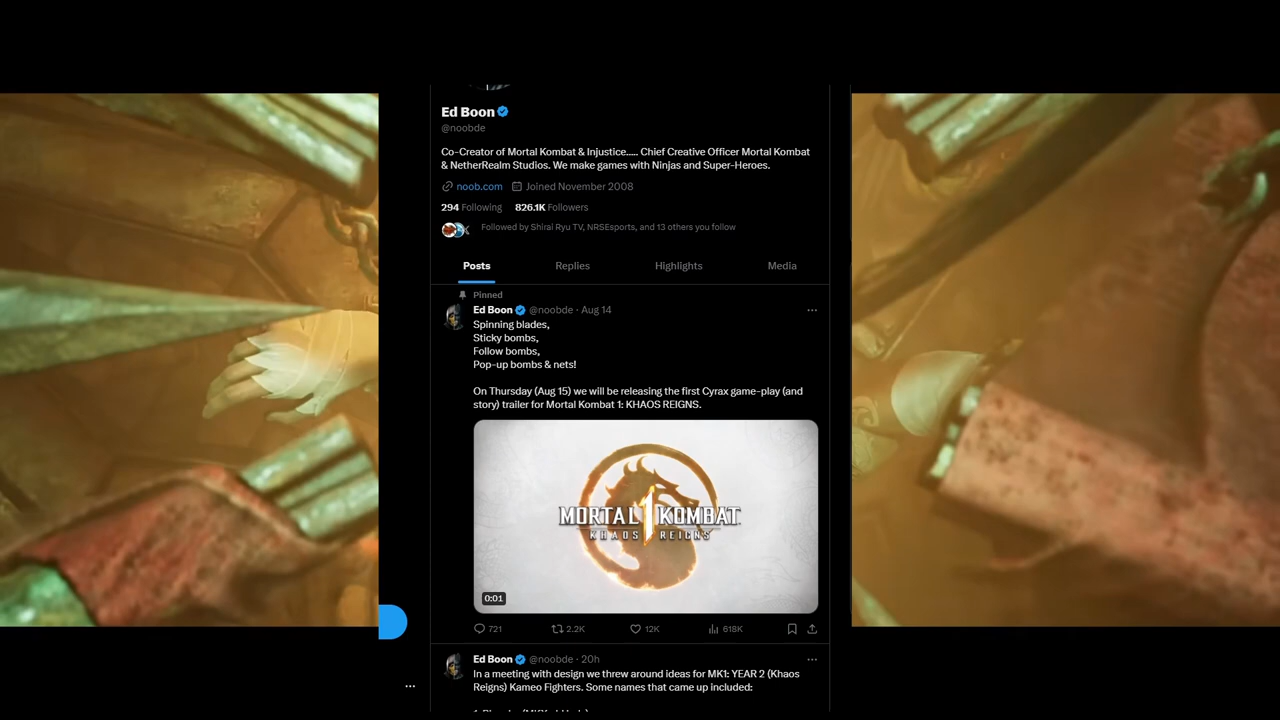 Ed Boon
@noobde
Co-Creator of Mortal Kombat & Injustice..... Chief Creative Officer Mortal Kombat
& NetherRealm Studios. We make games with Ninjas and Super-Heroes.
noob.com Joined November 2008
294 Following 826.1K Followers
Followed by Shirai Ryu TV, NRSEsports, and 13 others you follow
Posts Replies Highlights Media
Pinned
Ed Boon @noobde · Aug 14
Spinning blades,
Sticky bombs,
Follow bombs,
Pop-up bombs & nets!
On Thursday (Aug 15) we will be releasing the first Cyrax game-play (and
story) trailer for Mortal Kombat 1: KHAOS REIGNS.
MORTAL 1 KOMBAT
KHAOS REIGNS
0:01
721 2.2K 12K 618K
Ed Boon @noobde · 20h
In a meeting with design we threw around ideas for MK1: YEAR 2 (Khaos
Reigns) Kameo Fighters. Some names that came up included: